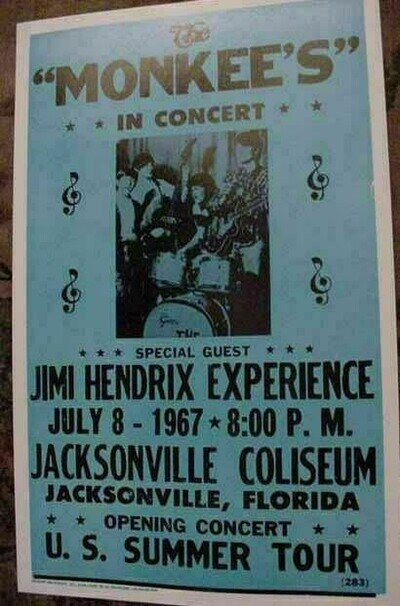 The
"MONKEE'S"
★ ★ IN CONCERT ★ ★
THE
★ ★ ★ SPECIAL GUEST ★ ★ ★
JIMI HENDRIX EXPERIENCE
JULY 8 - 1967 ★ 8:00 P. M.
JACKSONVILLE COLISEUM
JACKSONVILLE, FLORIDA
★ ★ OPENING CONCERT ★ ★
U. S. SUMMER TOUR
(283)